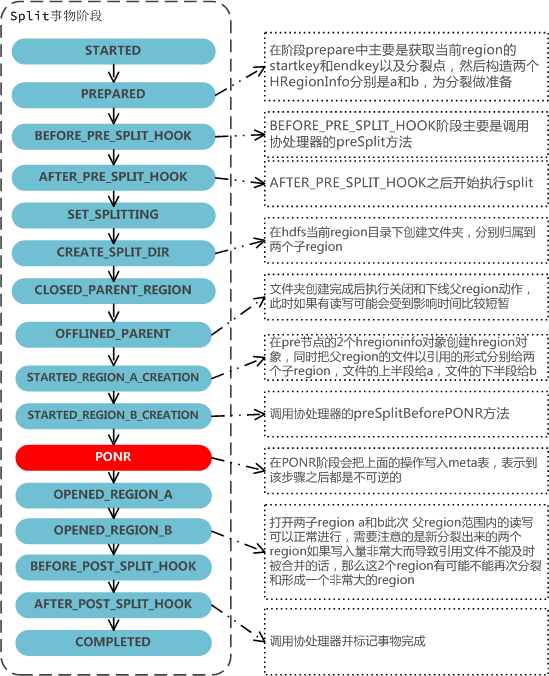 Split事物阶段
STARTED
PREPARED
BEFORE_PRE_SPLIT_HOOK
AFTER_PRE_SPLIT_HOOK
SET_SPLITTING
CREATE_SPLIT_DIR
CLOSED_PARENT_REGION
OFFLINED_PARENT
STARTED_REGION_A_CREATION
STARTED_REGION_B_CREATION
PONR
OPENED_REGION_A
OPENED_REGION_B
BEFORE_POST_SPLIT_HOOK
AFTER_POST_SPLIT_HOOK
COMPLETED
在阶段prepare中主要是获取当前region的
startkey和endkey以及分裂点，然后构造两个
HRegionInfo分别是a和b，为分裂做准备
BEFORE_PRE_SPLIT_HOOK阶段主要是调用
协处理器的preSplit方法
AFTER_PRE_SPLIT_HOOK之后开始执行split
在hdfs当前region目录下创建文件夹，分别归属到
两个子region
文件夹创建完成后执行关闭和下线父region动作，
此时如果有读写可能会受到影响时间比较短暂
在pre节点的2个hregioninfo对象创建hregion对
象，同时把父region的文件以引用的形式分别给两
个子region，文件的上半段给a，文件的下半段给b
调用协处理器的preSplitBeforePONR方法
在PONR阶段会把上面的操作写入meta表，表示到
该步骤之后都是不可逆的
打开两子region a和b此次 父region范围内的读写
可以正常进行，需要注意的是新分裂出来的两个
region如果写入量非常大而导致引用文件不能及时
被合并的话，那么这2个region有可能不能再次分裂
和形成一个非常大的region
调用协处理器并标记事物完成